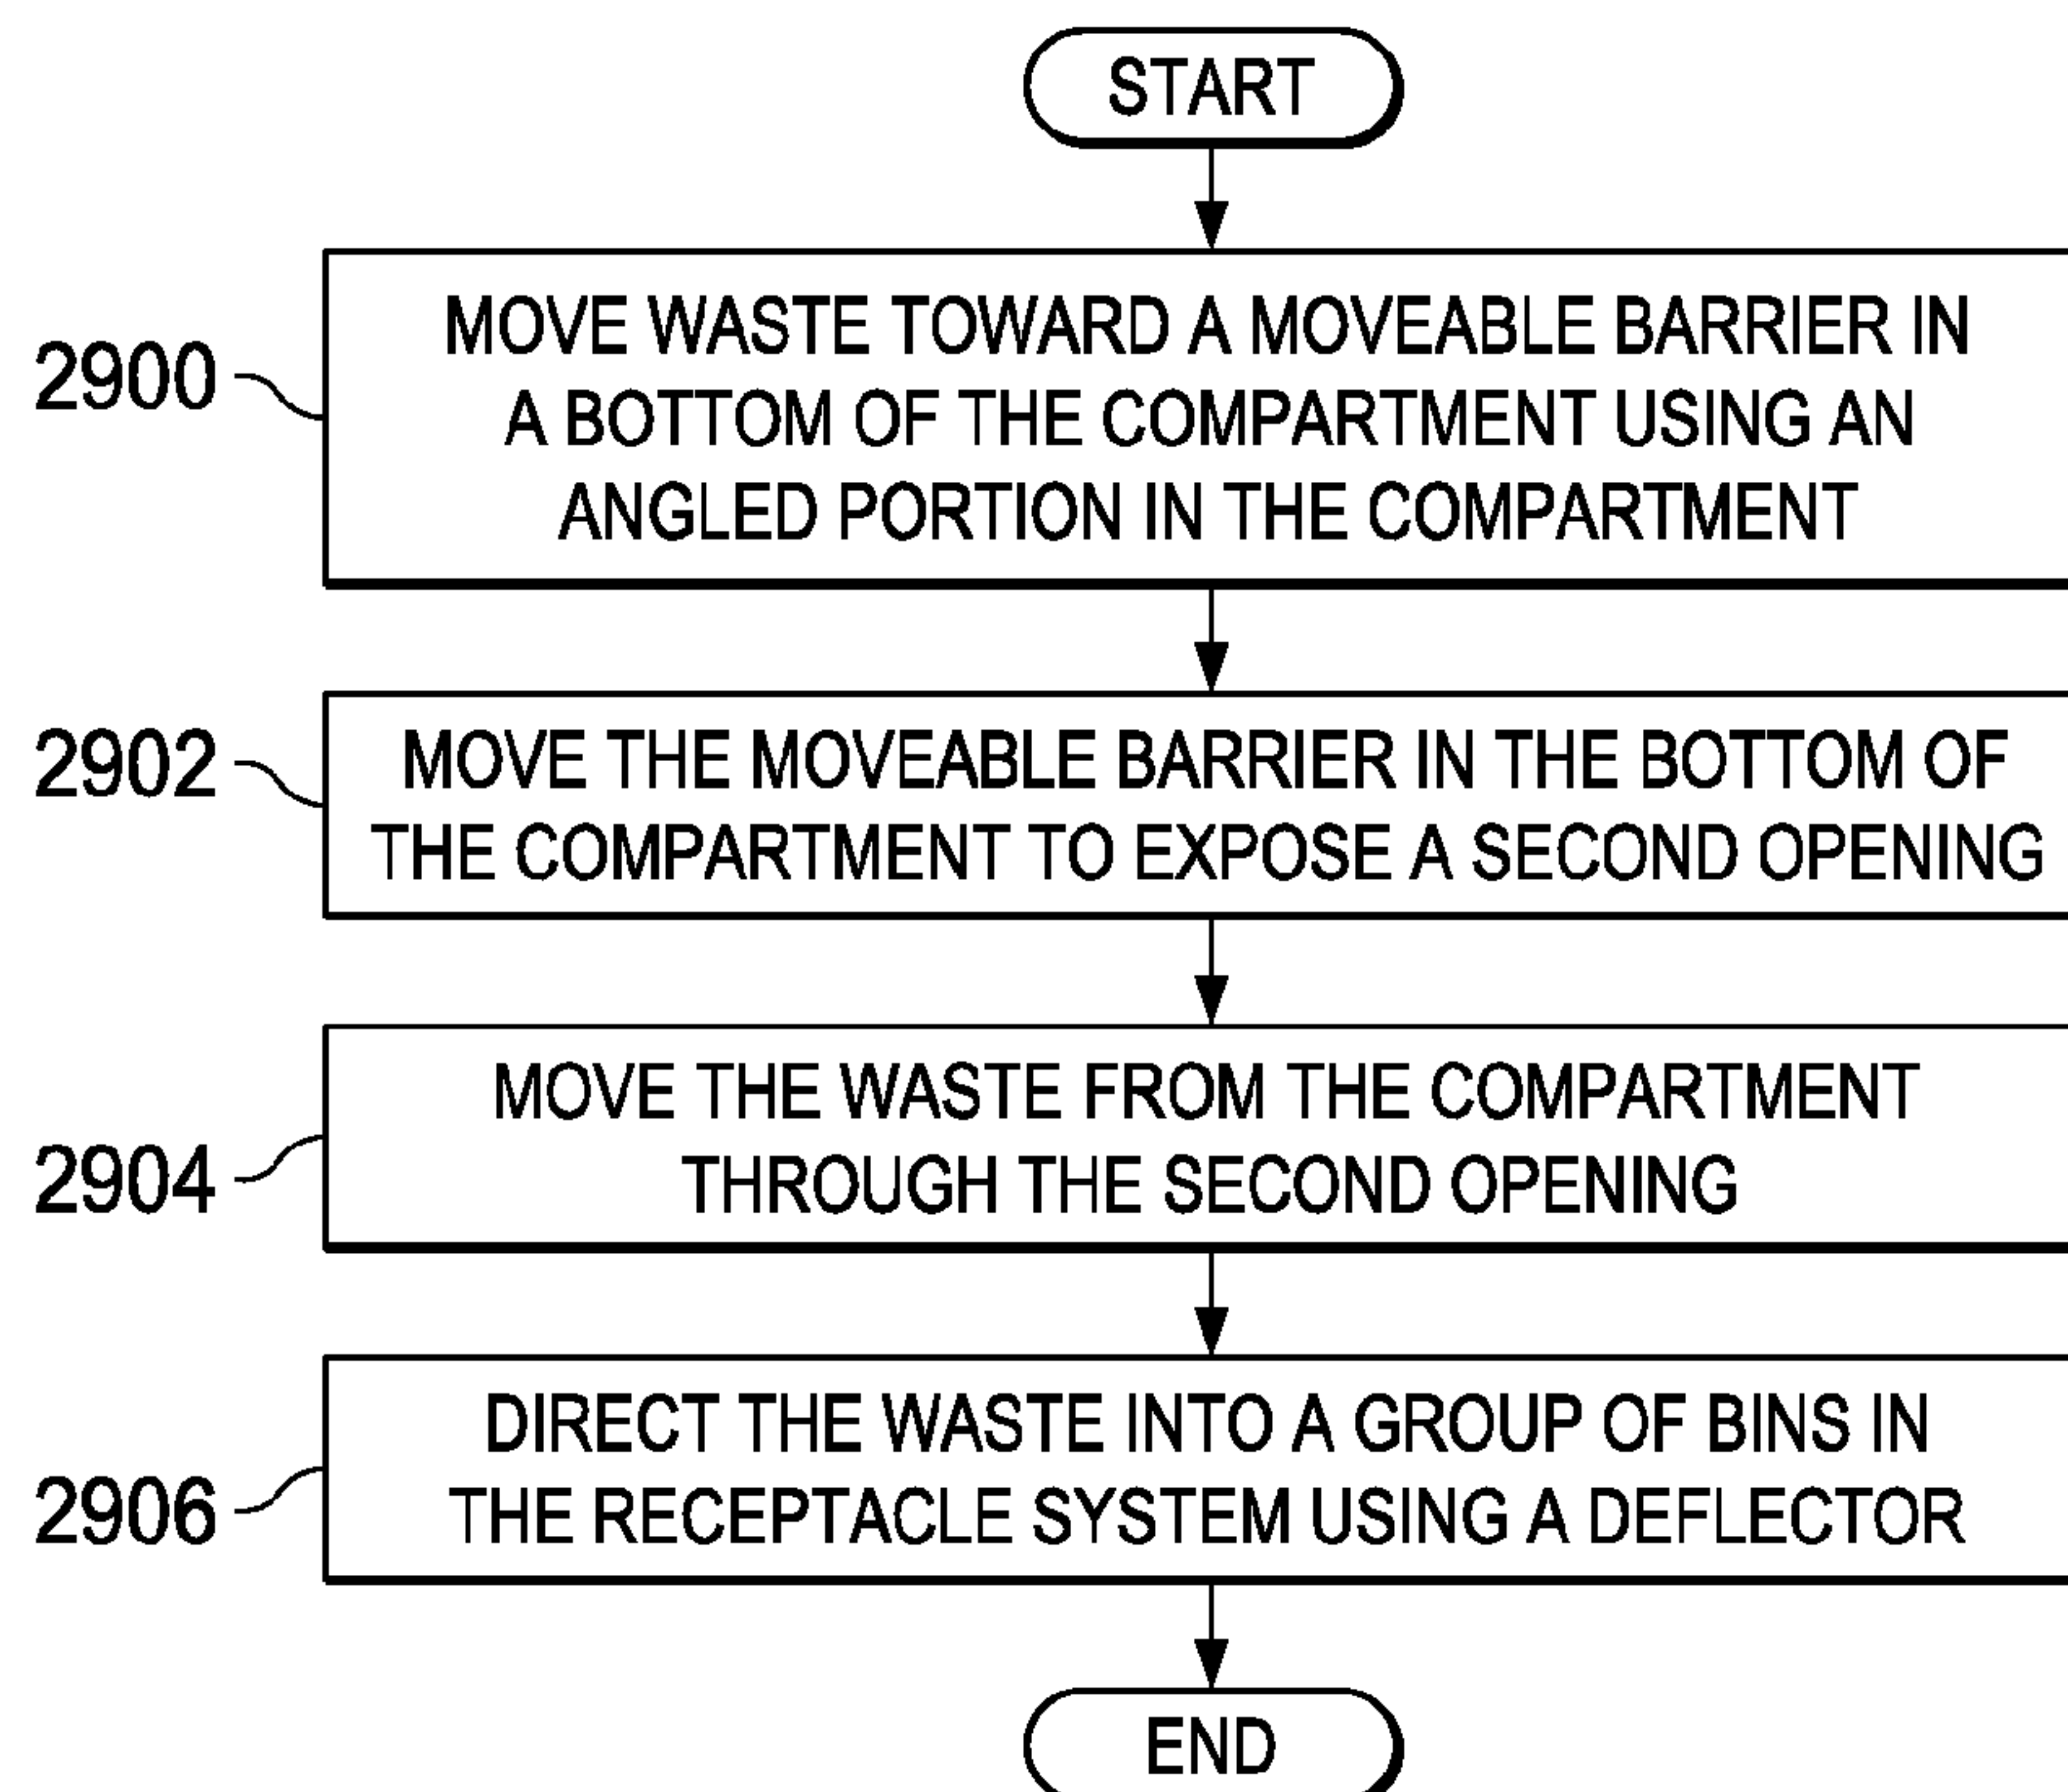 START
2900
MOVE WASTE TOWARD A MOVEABLE BARRIER IN
A BOTTOM OF THE COMPARTMENT USING AN
ANGLED PORTION IN THE COMPARTMENT
2902
MOVE THE MOVEABLE BARRIER IN THE BOTTOM OF
THE COMPARTMENT TO EXPOSE A SECOND OPENING
2904
MOVE THE WASTE FROM THE COMPARTMENT
THROUGH THE SECOND OPENING
2906
DIRECT THE WASTE INTO A GROUP OF BINS IN
THE RECEPTACLE SYSTEM USING A DEFLECTOR
END